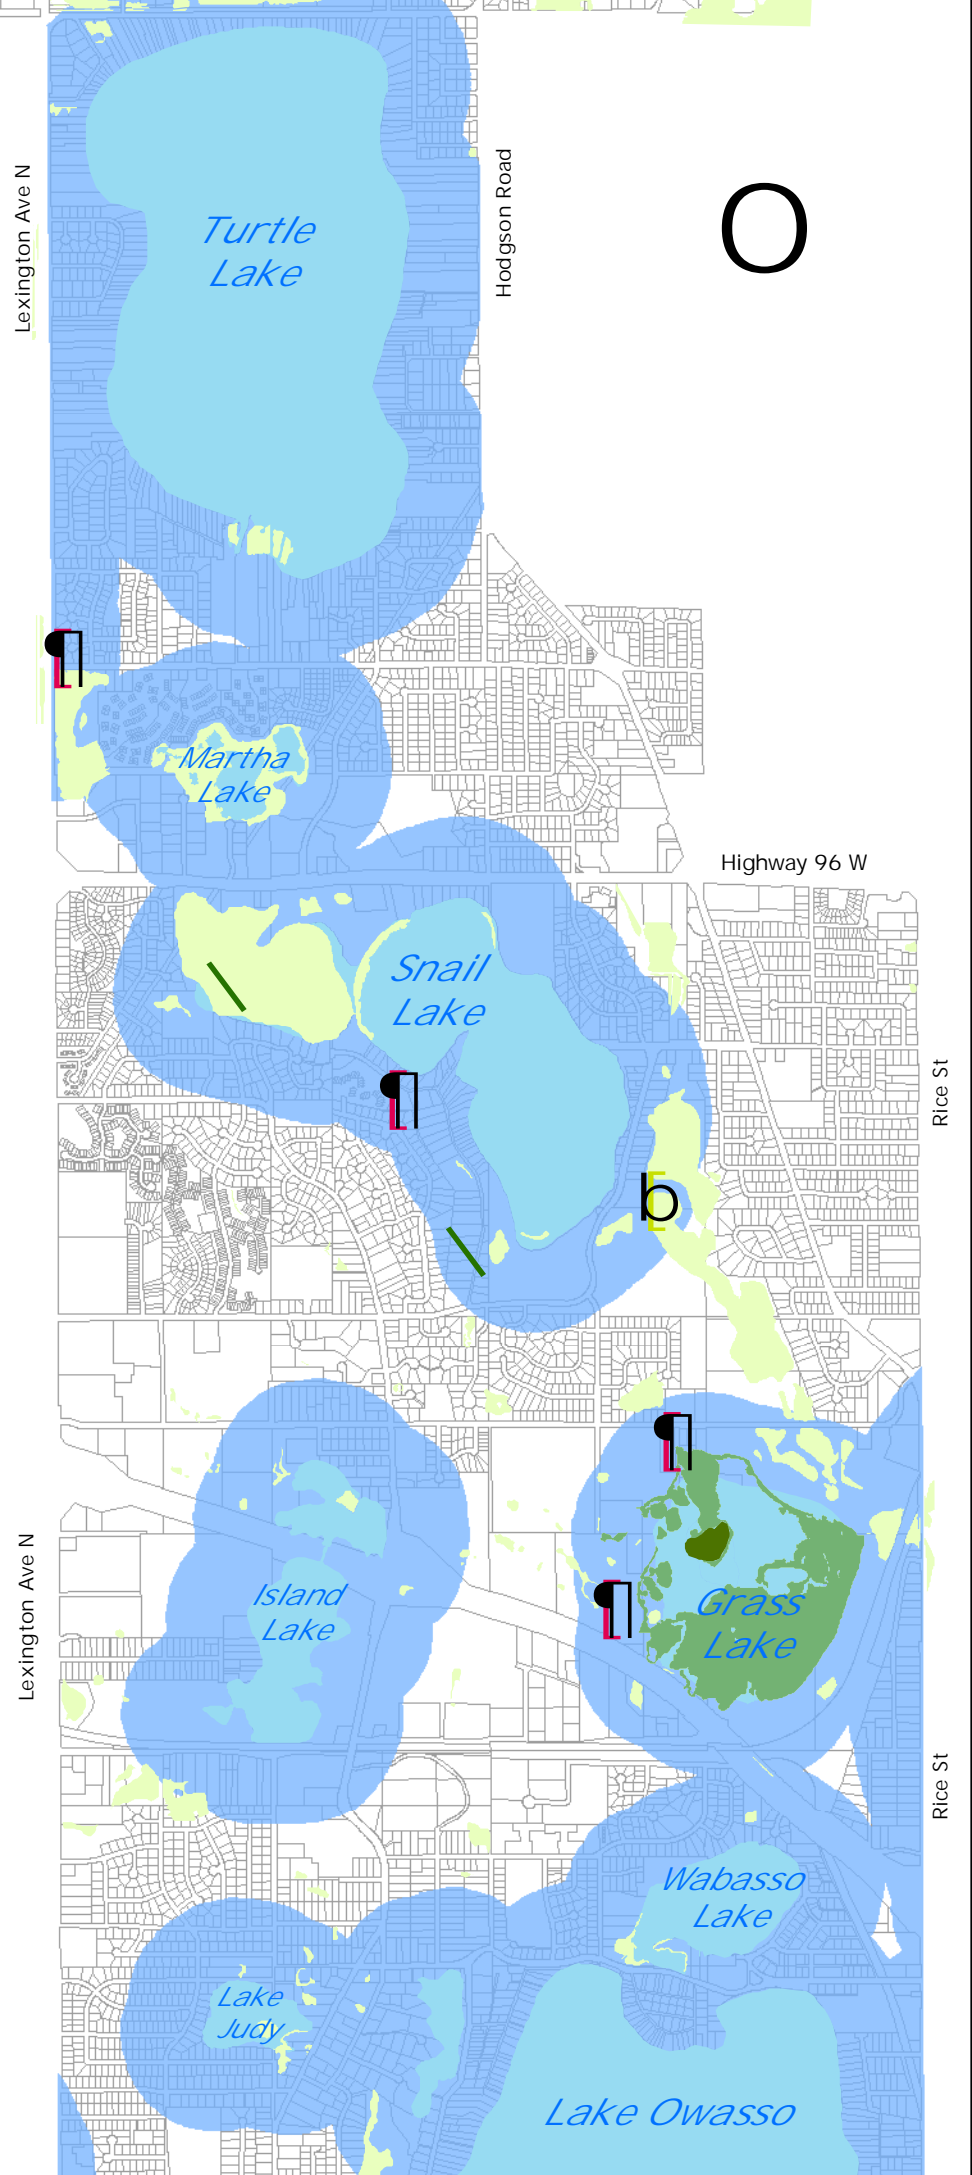 Lexington Ave N
Turtle
Lake
Hodgson Road
O
¶
[
Martha
Lake
Highway 96 W
Snail
Lake
Rice St
¶
[
b
[
¶
[
Lexington Ave N
Island
Lake
¶
[
Grass
Lake
Rice St
Wabasso
Lake
Lake
Judy
Lake Owasso